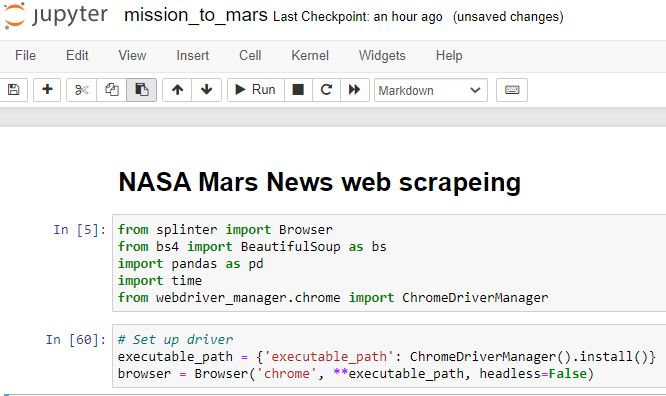 jupyter mission_to_mars Last Checkpoint: an hour ago (unsaved changes)
File Edit View Insert Cell Kernel Widgets Help
Run Markdown
NASA Mars News web scrapeing
In [5]: from splinter import Browser
from bs4 import BeautifulSoup as bs
import pandas as pd
import time
from webdriver_manager.chrome import ChromeDriverManager
In [60]: # Set up driver
executable_path = {'executable_path': ChromeDriverManager().install()}
browser = Browser('chrome', **executable_path, headless=False)